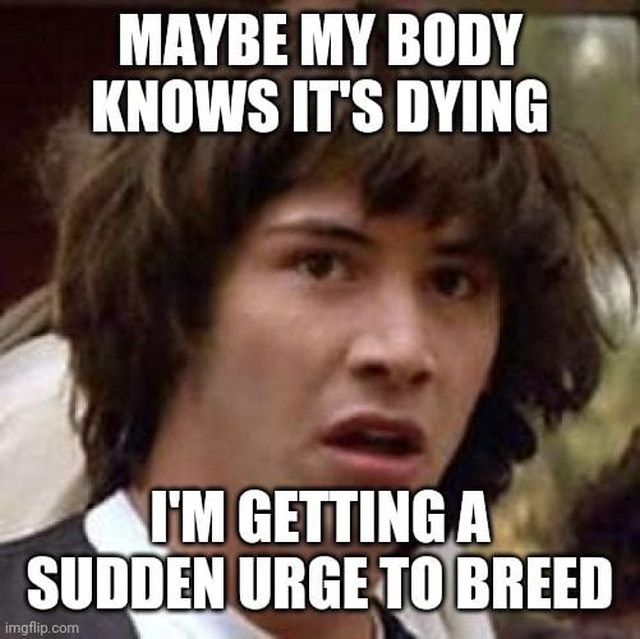 MAYBE MY BODY
KNOWS IT'S DYING
I'M GETTING A
SUDDEN URGE TO BREED
imgflip.com